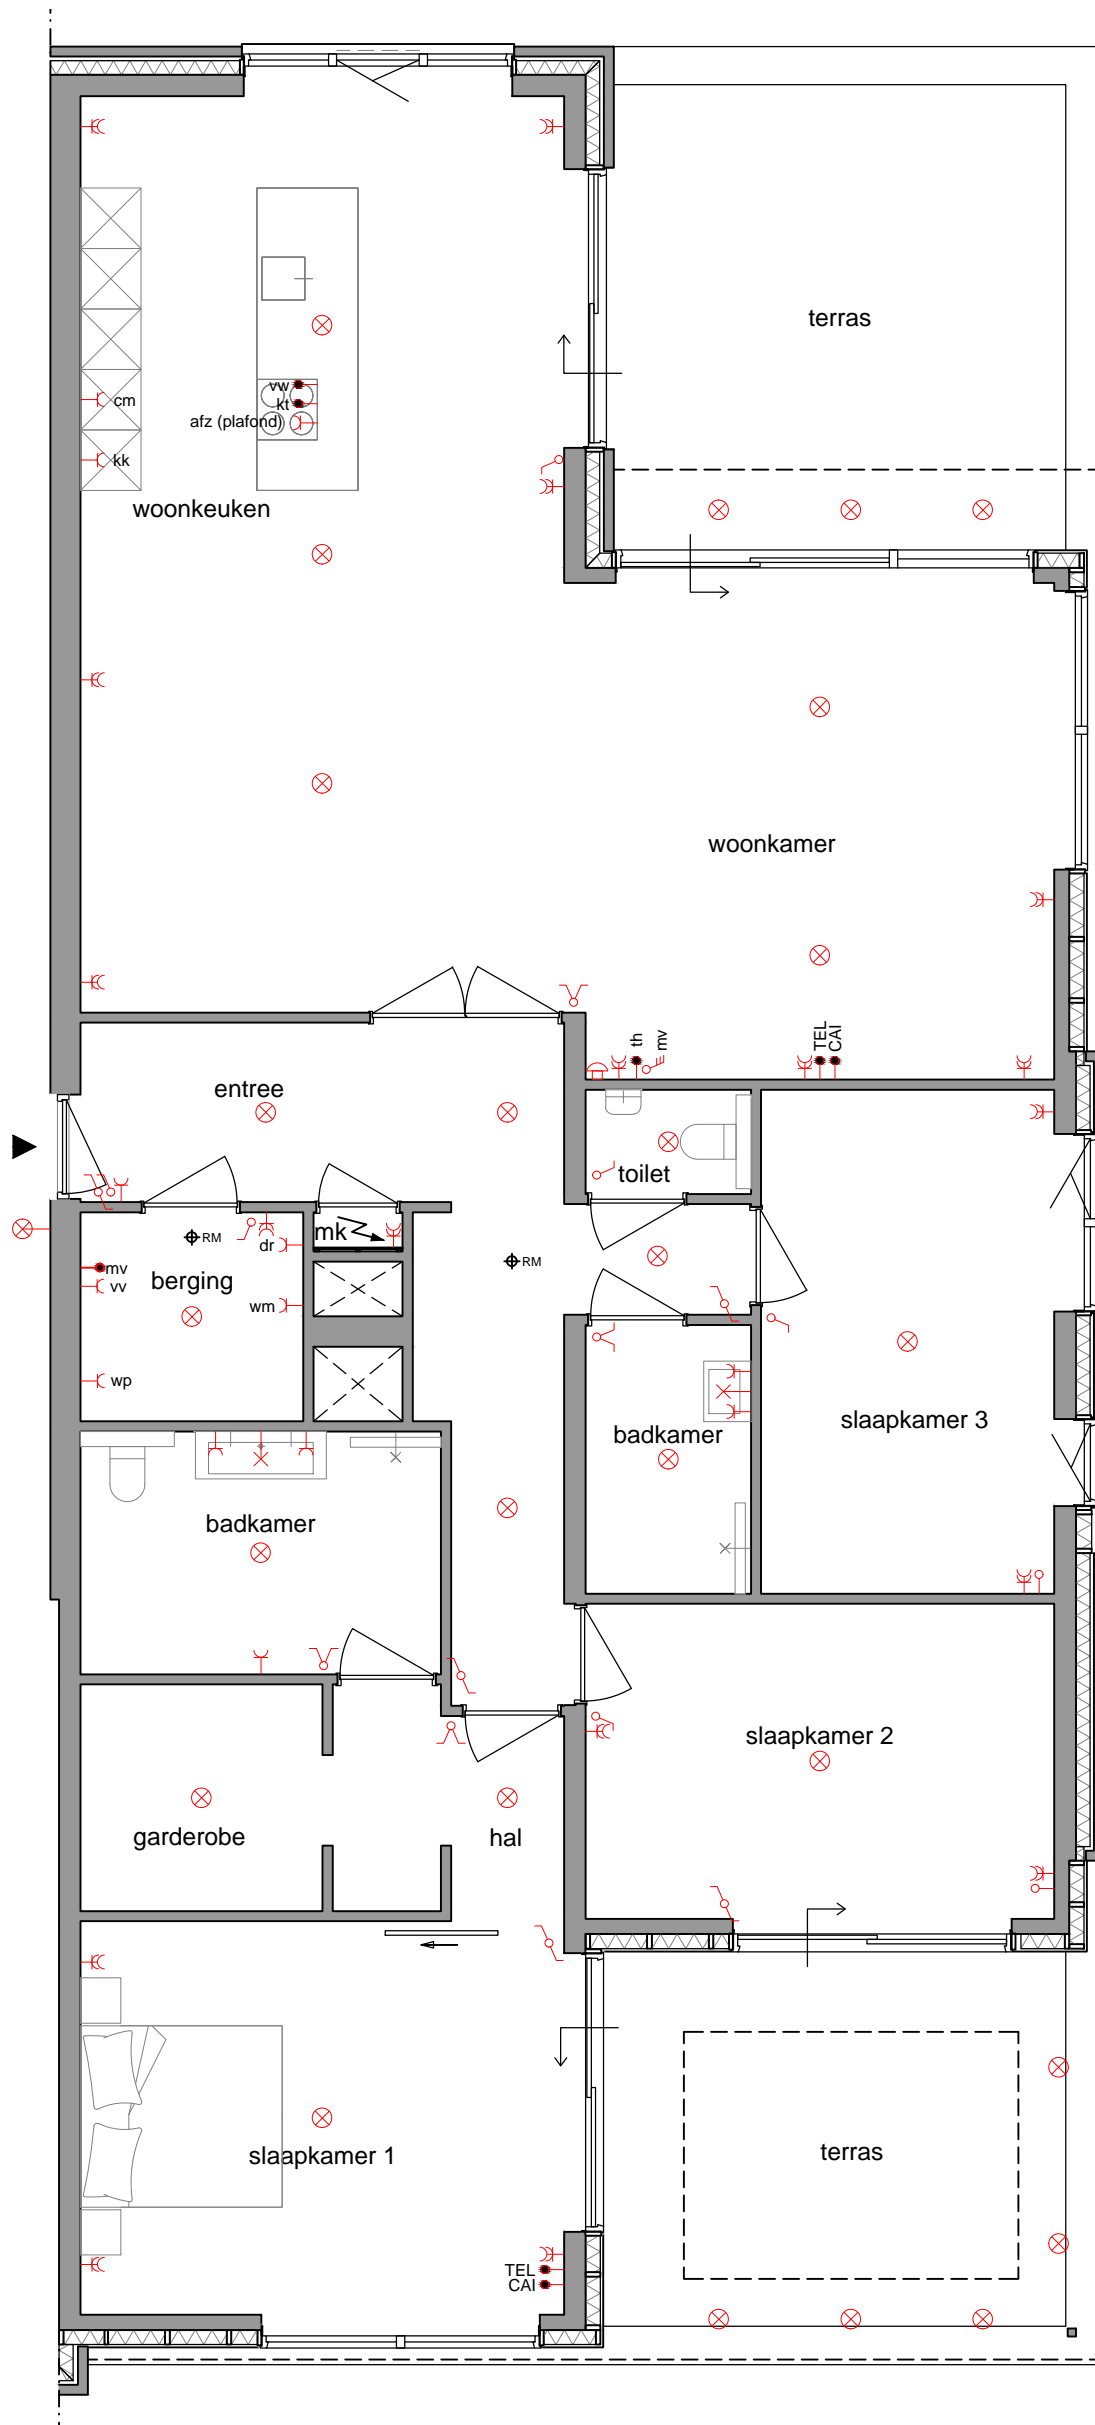 terras
vw
kt
cm
afz (plafond)
kk
woonkeuken
woonkamer
th
mv
TEL
CAI
entree
toilet
mk
RM
dr
RM
mv
berging
vv
wm
wp
slaapkamer 3
badkamer
badkamer
slaapkamer 2
garderobe
hal
terras
slaapkamer 1
TEL
CAI